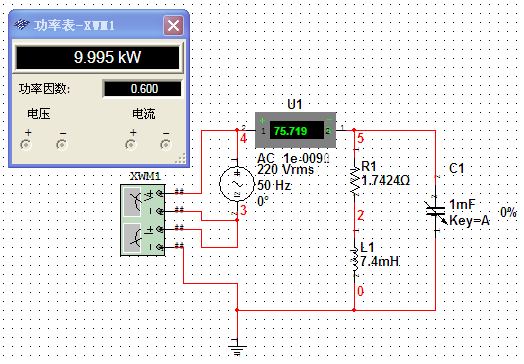 功率表-XWM1
9.995 kW
功率因数: 0.600
电压 电流
+ − + −
U1
+ −
2 1 75.719 2 1
4 5
AC 1e-009Ω
220 Vrms
50 Hz
0°
R1
1.7424Ω
C1
1mF
Key=A
0%
XWM1
V + ##
− ##
I + ##
− ##
3
2
L1
7.4mH
0